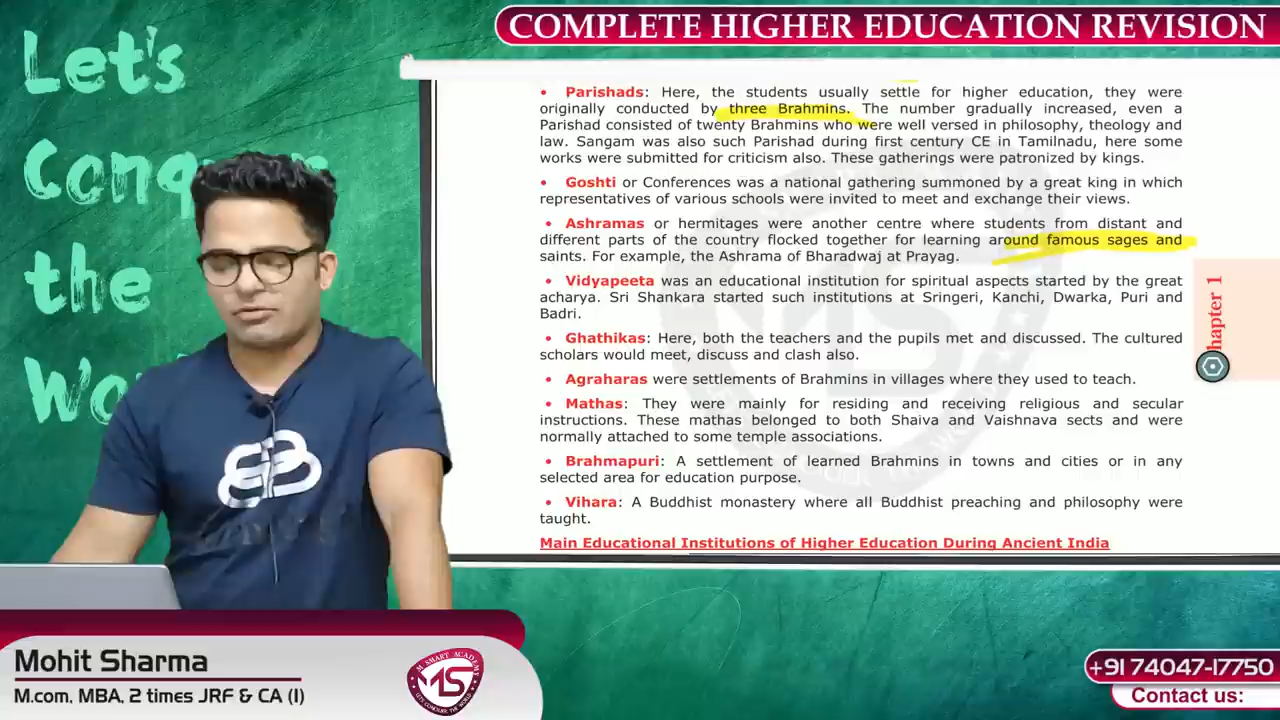 COMPLETE HIGHER EDUCATION REVISION
Let's
the
• Parishads: Here, the students usually settle for higher education, they were
originally conducted by three Brahmins. The number gradually increased, even a
Parishad consisted of twenty Brahmins who were well versed in philosophy, theology and
law. Sangam was also such Parishad during first century CE in Tamilnadu, here some
works were submitted for criticism also. These gatherings were patronized by kings.
• Goshti or Conferences was a national gathering summoned by a great king in which
representatives of various schools were invited to meet and exchange their views.
• Ashramas or hermitages were another centre where students from distant and
different parts of the country flocked together for learning around famous sages and
saints. For example, the Ashrama of Bharadwaj at Prayag.
• Vidyapeeta was an educational institution for spiritual aspects started by the great
acharya. Sri Shankara started such institutions at Sringeri, Kanchi, Dwarka, Puri and
Badri.
• Ghathikas: Here, both the teachers and the pupils met and discussed. The cultured
scholars would meet, discuss and clash also.
• Agraharas were settlements of Brahmins in villages where they used to teach.
• Mathas: They were mainly for residing and receiving religious and secular
instructions. These mathas belonged to both Shaiva and Vaishnava sects and were
normally attached to some temple associations.
• Brahmapuri: A settlement of learned Brahmins in towns and cities or in any
selected area for education purpose.
• Vihara: A Buddhist monastery where all Buddhist preaching and philosophy were
taught.
Main Educational Institutions of Higher Education During Ancient India
hapter 1
Mohit Sharma
M.com, MBA, 2 times JRF & CA (I)
M SMART ACADEMY
MS
+91 74047-17750
Contact us: